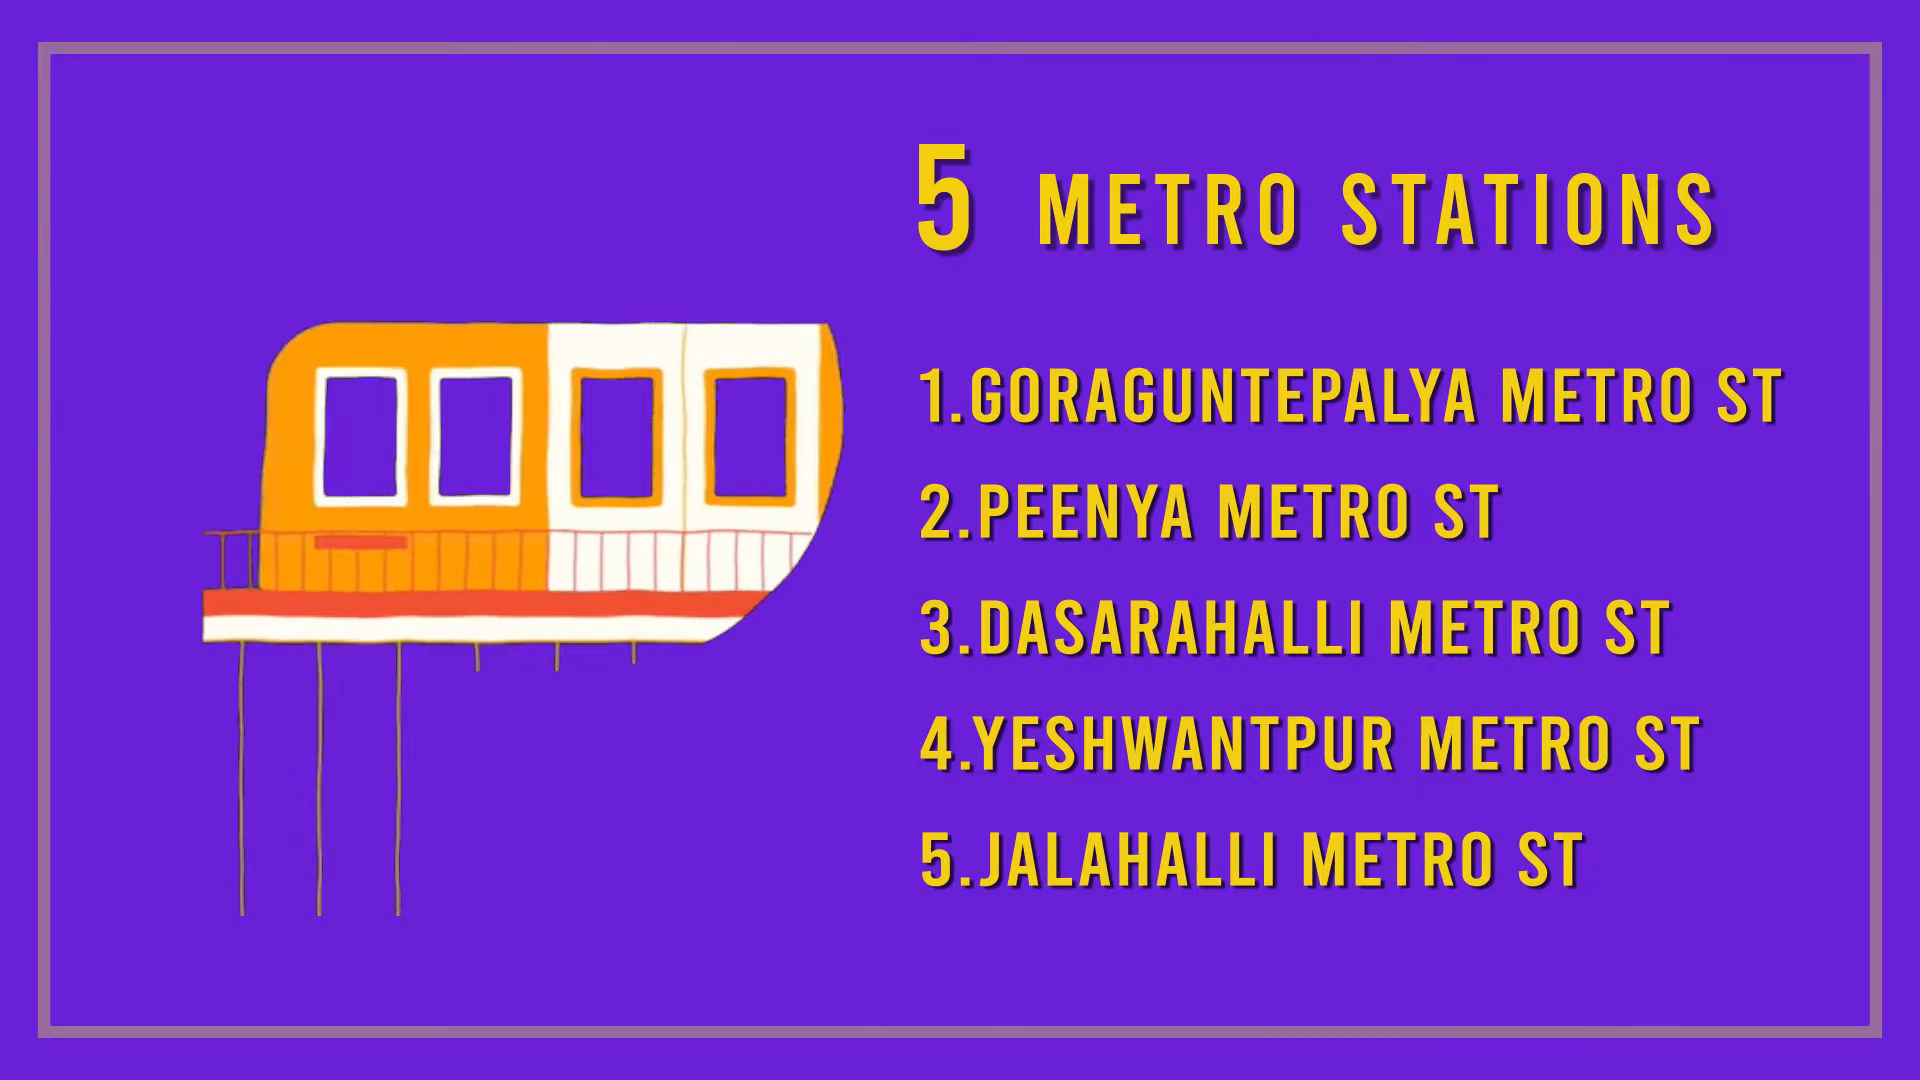 5 METRO STATIONS
1.GORAGUNTEPALYA METRO ST
2.PEENYA METRO ST
3.DASARAHALLI METRO ST
4.YESHWANTPUR METRO ST
5.JALAHALLI METRO ST